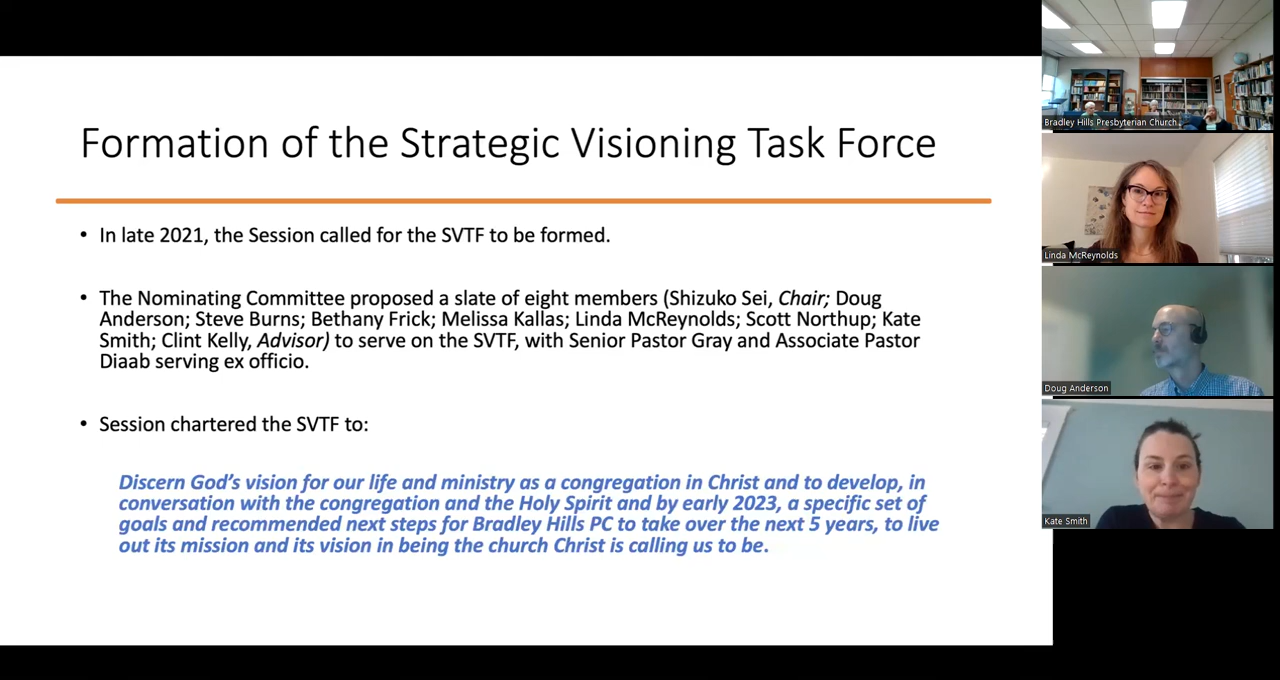 Formation of the Strategic Visioning Task Force
• In late 2021, the Session called for the SVTF to be formed.
• The Nominating Committee proposed a slate of eight members (Shizuko Sei, Chair; Doug
Anderson; Steve Burns; Bethany Frick; Melissa Kallas; Linda McReynolds; Scott Northup; Kate
Smith; Clint Kelly, Advisor) to serve on the SVTF, with Senior Pastor Gray and Associate Pastor
Diaab serving ex officio.
• Session chartered the SVTF to:
Discern God’s vision for our life and ministry as a congregation in Christ and to develop, in
conversation with the congregation and the Holy Spirit and by early 2023, a specific set of
goals and recommended next steps for Bradley Hills PC to take over the next 5 years, to live
out its mission and its vision in being the church Christ is calling us to be.
Bradley Hills Presbyterian Church
Linda McReynolds
Doug Anderson
Kate Smith